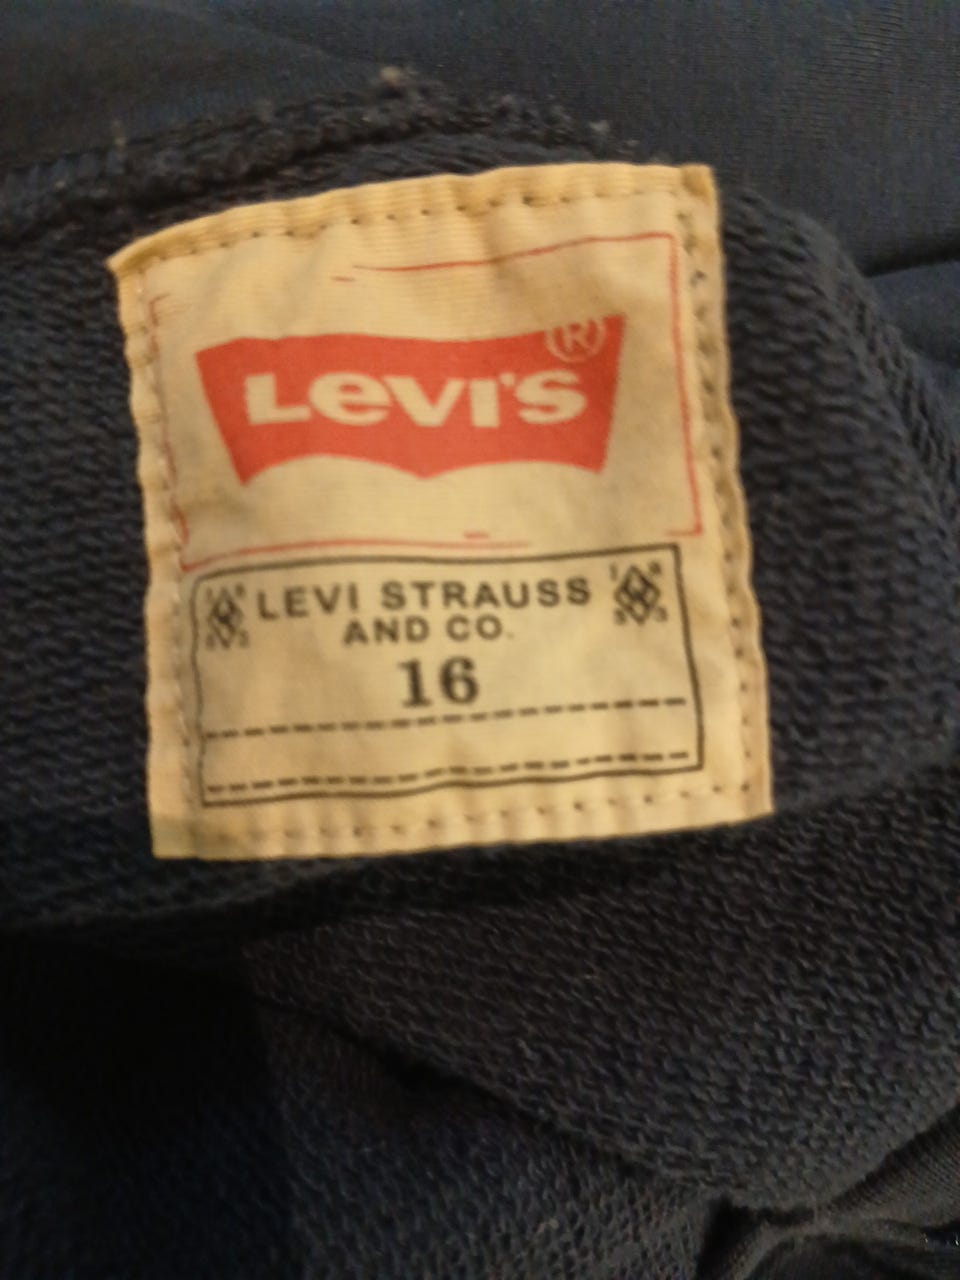 Levi's ®
LEVI STRAUSS
AND CO.
16